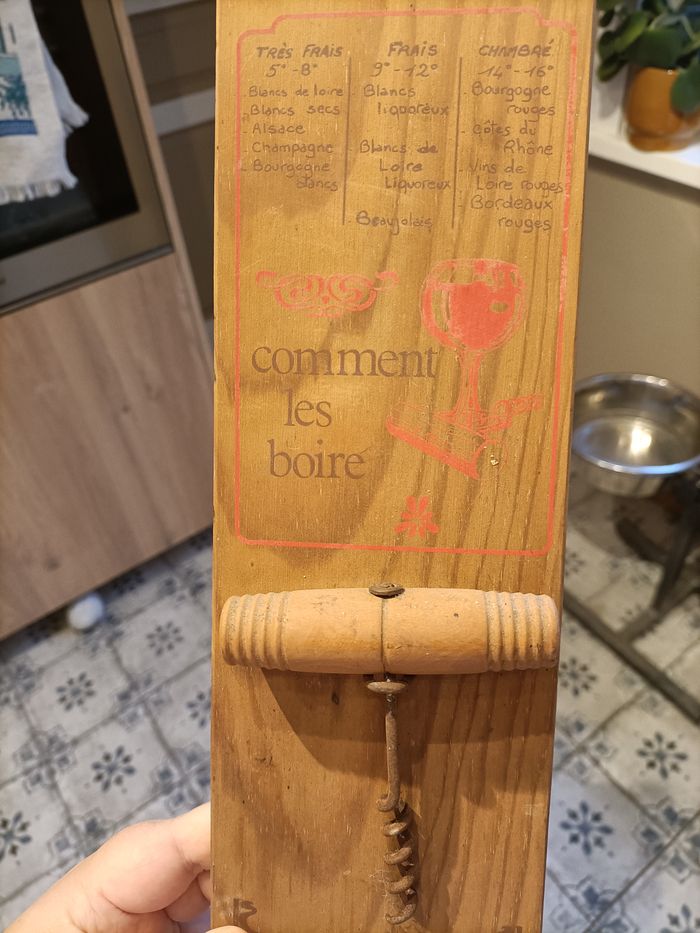 TRÈS FRAIS
5° - 8°
- Blancs de loire
- Blancs secs
- Alsace
- Champagne
- Bourgogne
blancs
FRAIS
9° - 12°
- Blancs
liquoreux
- Blancs de
Loire
Liquoreux
- Beaujolais
CHAMBRÉ
14° - 16°
- Bourgogne
rouges
- Côtes du
Rhône
- Vins de
Loire rouges
- Bordeaux
rouges
comment
les
boire